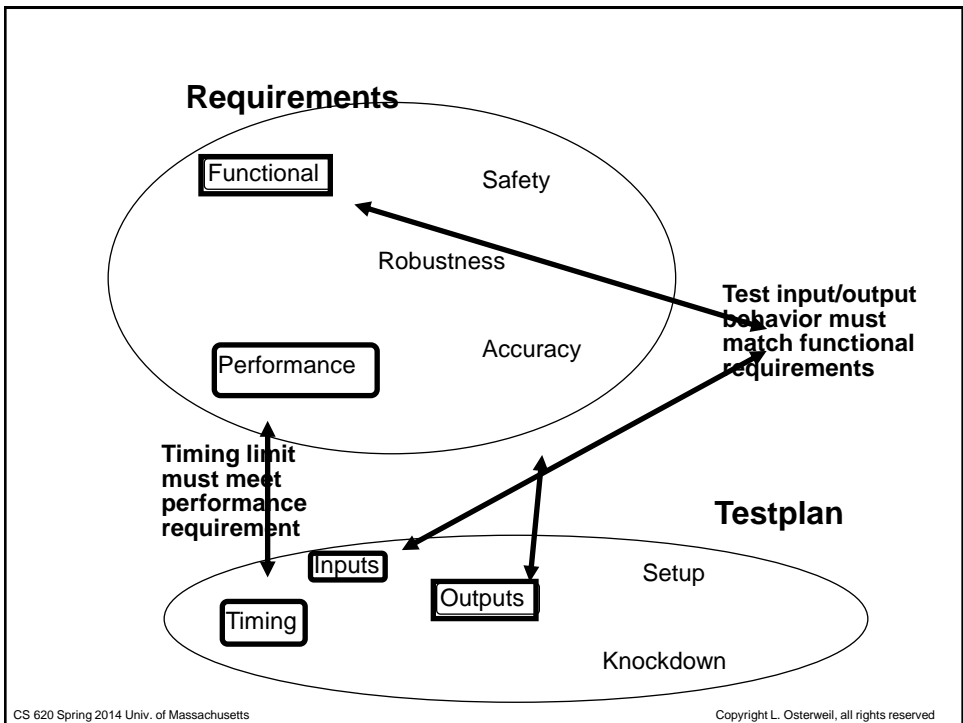 Requirements
Functional
Safety
Robustness
Test input/output
behavior must
match functional
requirements
Accuracy
Performance
Timing limit
must meet
performance
requirement
Testplan
Inputs
Setup
Outputs
Timing
Knockdown
CS 620 Spring 2014 Univ. of Massachusetts
Copyright L. Osterweil, all rights reserved